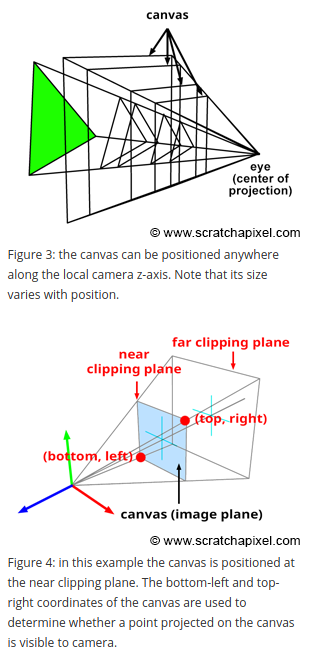 canvas
eye
(center of
projection)
© www.scratchapixel.com
Figure 3: the canvas can be positioned anywhere
along the local camera z-axis. Note that its size
varies with position.
far clipping plane
near
clipping plane
(top, right)
(bottom, left)
canvas (image plane)
© www.scratchapixel.com
Figure 4: in this example the canvas is positioned at
the near clipping plane. The bottom-left and top-
right coordinates of the canvas are used to
determine whether a point projected on the canvas
is visible to camera.